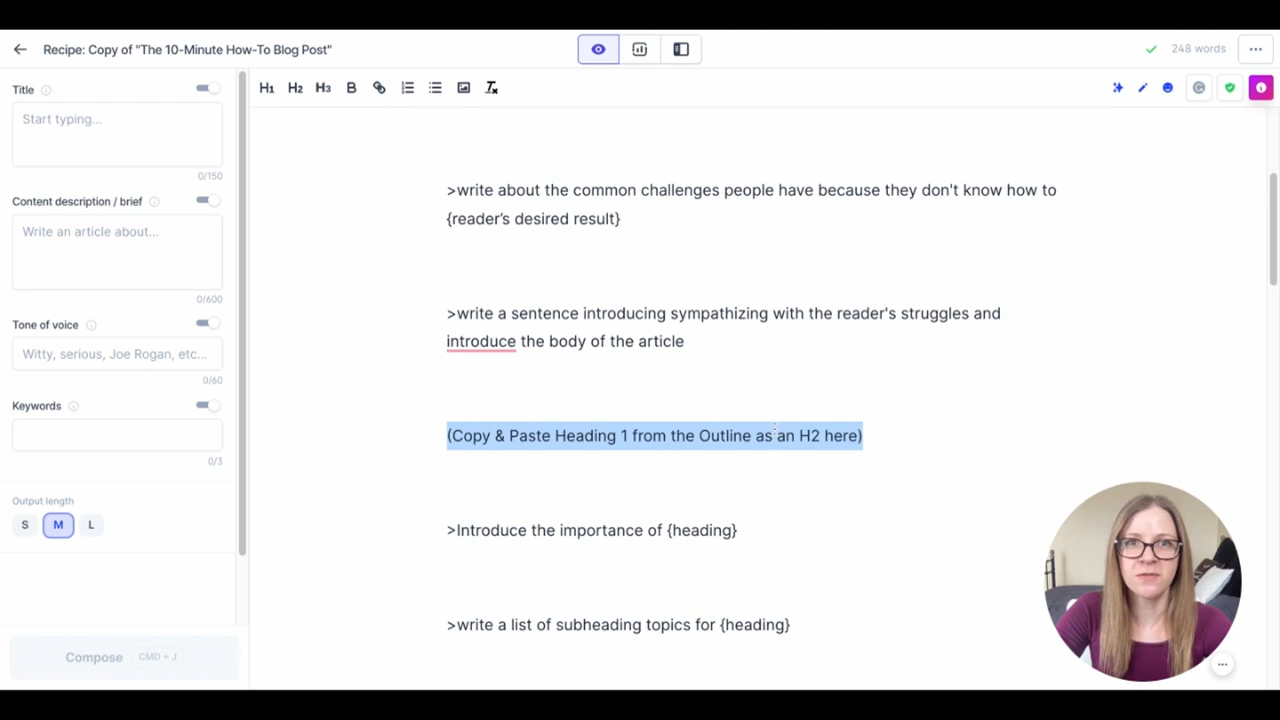 Recipe: Copy of "The 10-Minute How-To Blog Post"
248 words
Title
Start typing...
0/150
Content description / brief
Write an article about...
0/600
Tone of voice
Witty, serious, Joe Rogan, etc...
0/60
Keywords
0/3
Output length
S M L
Compose CMD + J
H1 H2 H3 B
>write about the common challenges people have because they don't know how to
{reader’s desired result}
>write a sentence introducing sympathizing with the reader's struggles and
introduce the body of the article
(Copy & Paste Heading 1 from the Outline as an H2 here)
>Introduce the importance of {heading}
>write a list of subheading topics for {heading}